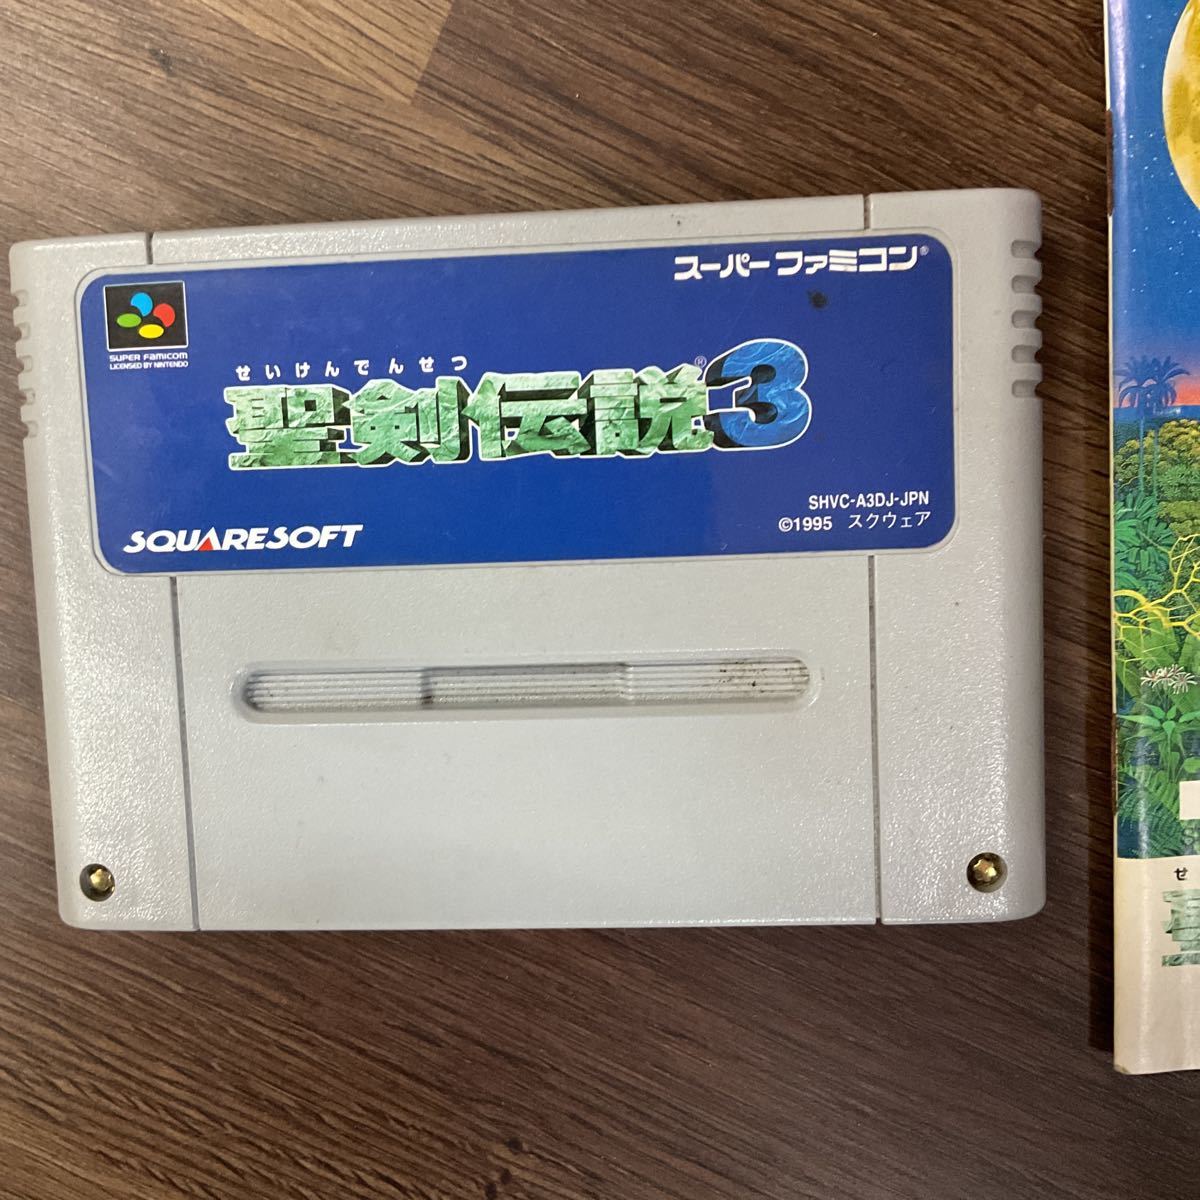 スーパーファミコン®
SUPER FAMICOM
LICENSED BY NINTENDO
せいけんでんせつ
聖剣伝説®3
SHVC-A3DJ-JPN
©1995 スクウェア
SQUARESOFT
せ